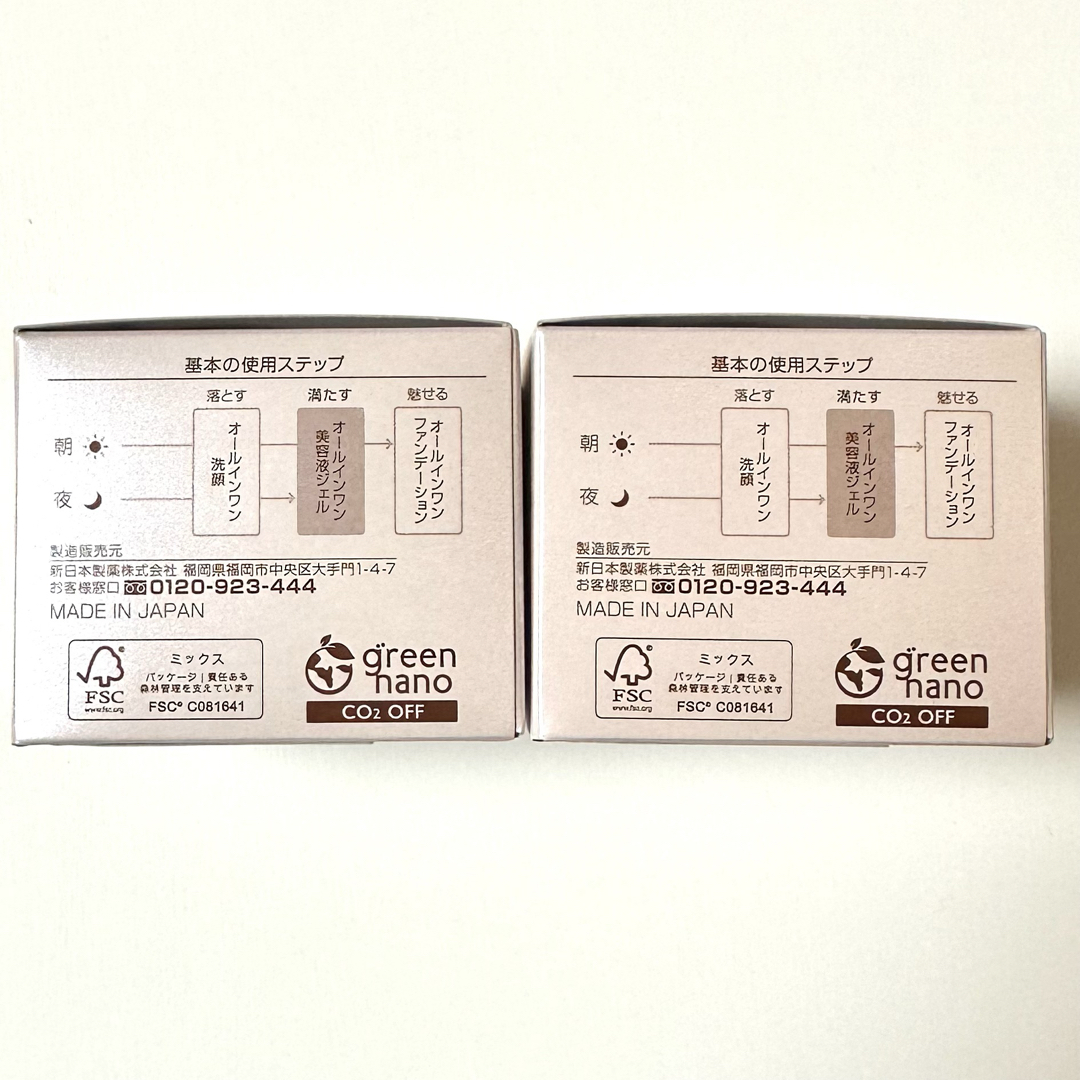 基本の使用ステップ
落とす 満たす 魅せる
朝
夜
オールインワン
洗顔
オールインワン
美容液ジェル
オールインワン
ファンデーション
製造販売元
新日本製薬株式会社 福岡県福岡市中央区大手門1-4-7
お客様窓口 0120-923-444
MADE IN JAPAN
FSC
www.fsc.org
ミックス
パッケージ|責任ある
森林管理を支えています
FSC® C081641
green
nano
CO2 OFF
基本の使用ステップ
落とす 満たす 魅せる
朝
夜
オールインワン
洗顔
オールインワン
美容液ジェル
オールインワン
ファンデーション
製造販売元
新日本製薬株式会社 福岡県福岡市中央区大手門1-4-7
お客様窓口 0120-923-444
MADE IN JAPAN
FSC
www.fsc.org
ミックス
パッケージ|責任ある
森林管理を支えています
FSC® C081641
green
nano
CO2 OFF